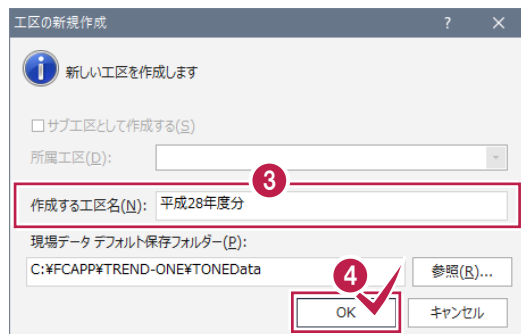 工区の新規作成 ? ×
新しい工区を作成します
サブ工区として作成する(S)
所属工区(D):
3
作成する工区名(N): 平成28年度分
現場データ デフォルト保存フォルダー(P):
C:¥FCAPP¥TREND-ONE¥TONEData 参照(R)...
4
OK キャンセル